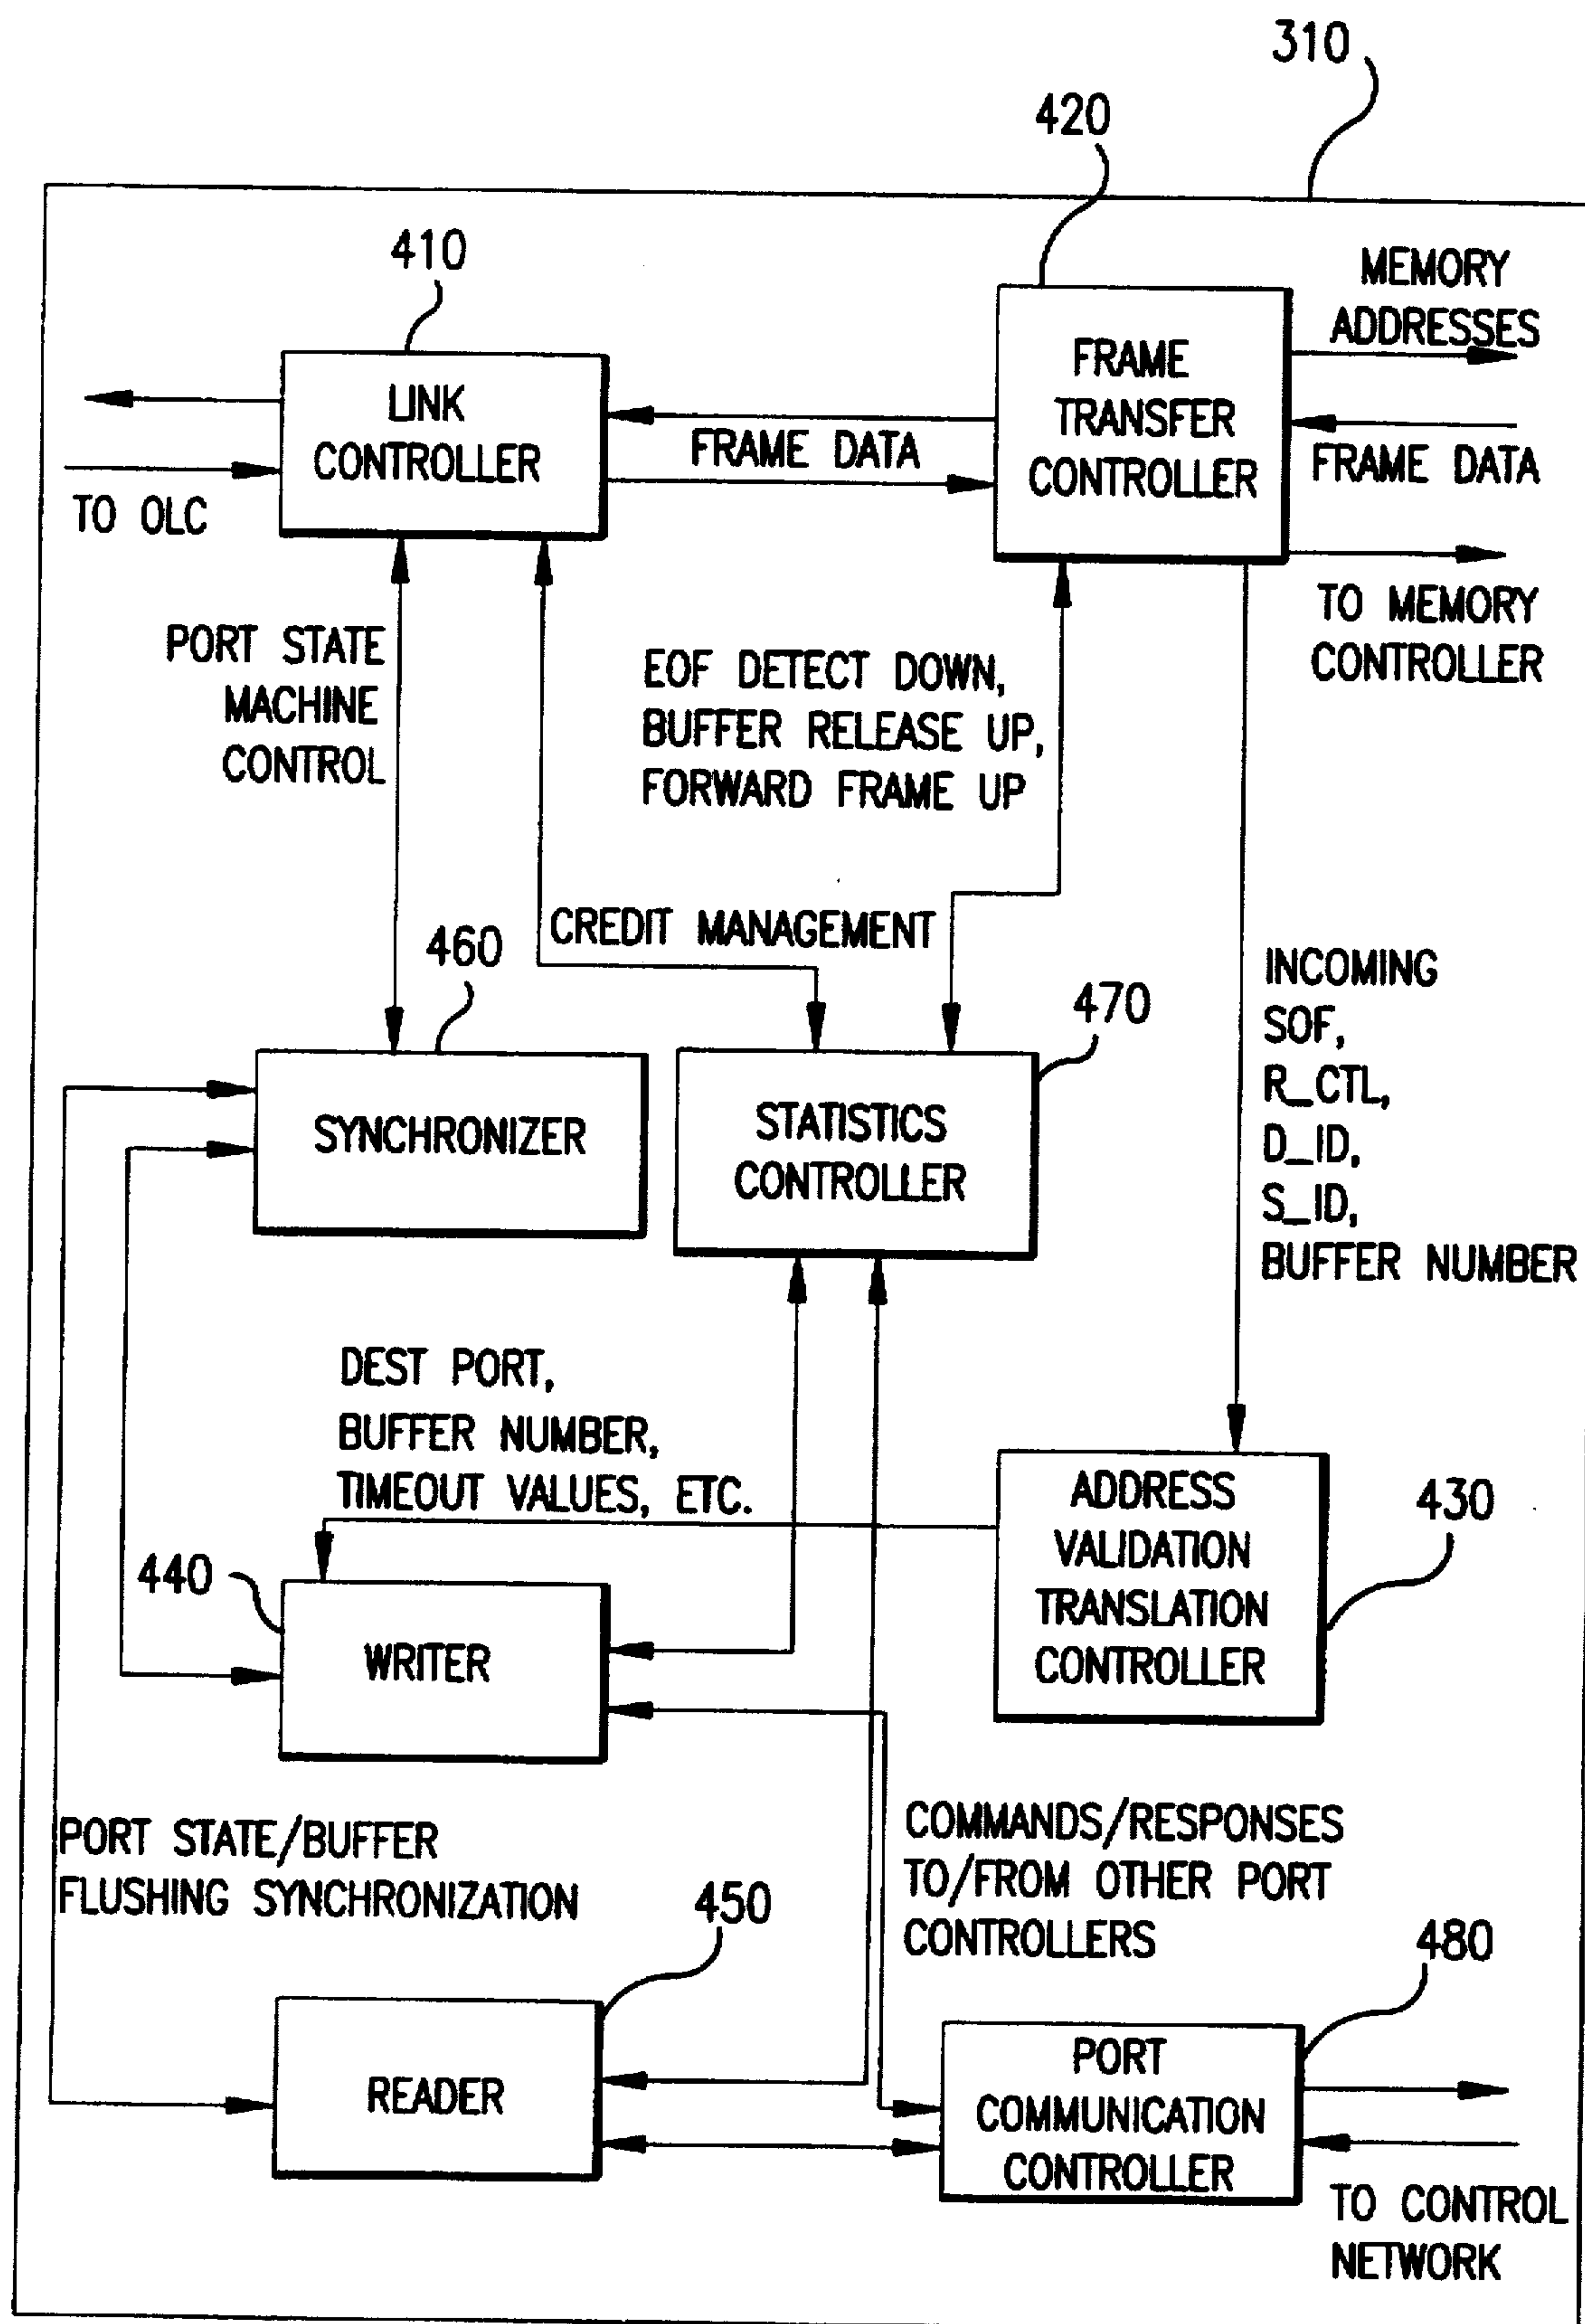 310
420
410
MEMORY
ADDRESSES
FRAME
TRANSFER
CONTROLLER
LINK
CONTROLLER
FRAME DATA
FRAME DATA
TO OLC
TO MEMORY
CONTROLLER
PORT STATE
MACHINE
CONTROL
EOF DETECT DOWN,
BUFFER RELEASE UP,
FORWARD FRAME UP
CREDIT MANAGEMENT
460
470
INCOMING
SOF,
R_CTL,
D_ID,
S_ID,
BUFFER NUMBER
SYNCHRONIZER
STATISTICS
CONTROLLER
DEST PORT,
BUFFER NUMBER,
TIMEOUT VALUES, ETC.
ADDRESS
VALIDATION
TRANSLATION
CONTROLLER
430
440
WRITER
PORT STATE/BUFFER
FLUSHING SYNCHRONIZATION
COMMANDS/RESPONSES
TO/FROM OTHER PORT
CONTROLLERS
450
480
READER
PORT
COMMUNICATION
CONTROLLER
TO CONTROL
NETWORK